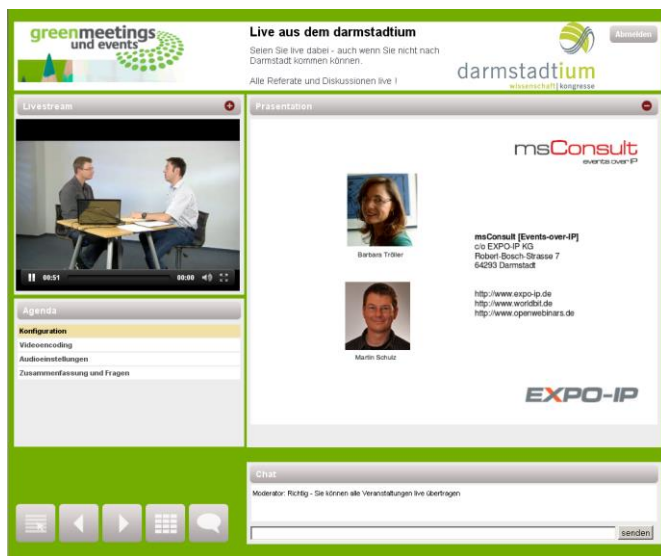 greenmeetings
und events
Live aus dem darmstadtium
Seien Sie live dabei - auch wenn Sie nicht nach
Darmstadt kommen können.
Alle Referate und Diskussionen live !
darmstadtium
wissenschaft | kongresse
Abmelden
Livestream
00:51
00:00
Agenda
Konfiguration
Videoencoding
Audioeinstellungen
Zusammenfassung und Fragen
Präsentation
msConsult
events over IP
Barbara Tröller
msConsult [Events-over-IP]
c/o EXPO-IP KG
Robert-Bosch-Strasse 7
64293 Darmstadt
http://www.expo-ip.de
http://www.worldbit.de
http://www.openwebinars.de
Martin Schulz
EXPO-IP
Chat
Moderator: Richtig - Sie können alle Veranstaltungen live übertragen
senden